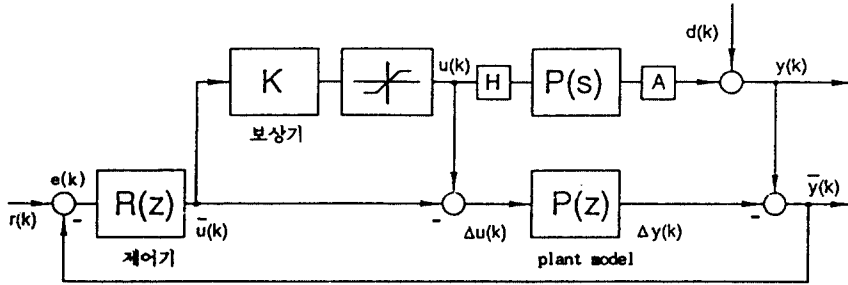 d(k)
K
u(k)
H
P(s)
A
y(k)
보상기
e(k)
R(z)
P(z)
y̅(k)
r(k)
-
u̅(k)
-
Δu(k)
Δy(k)
-
제어기
plant model